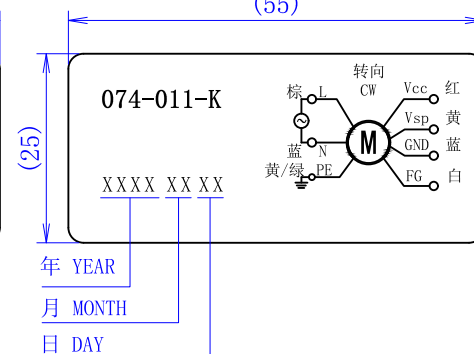 (55)
(25)
074-011-K
转向
CW
棕 L
蓝 N
黄/绿 PE
M
Vcc 红
Vsp 黄
GND 蓝
FG 白
XXXX XX XX
年 YEAR
月 MONTH
日 DAY